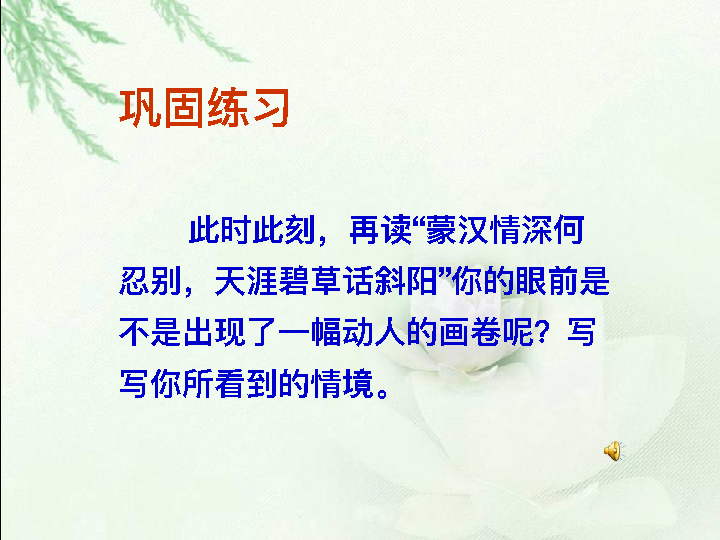 巩固练习
此时此刻，再读“蒙汉情深何
忍别，天涯碧草话斜阳”你的眼前是
不是出现了一幅动人的画卷呢？写
写你所看到的情境。